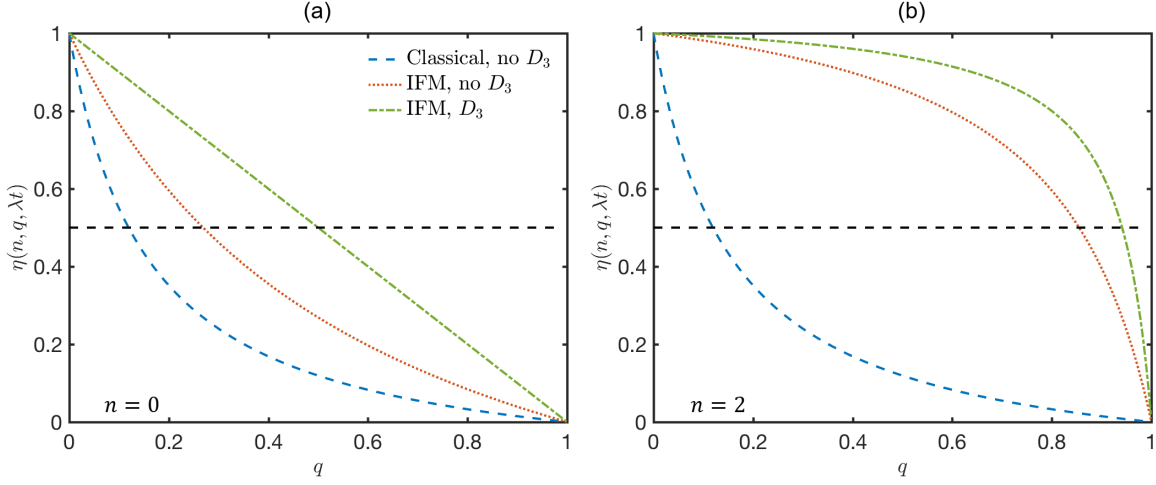 (a)
1
0.8
0.6
0.4
0.2
0
η(n, q, λt)
Classical, no D₃
IFM, no D₃
IFM, D₃
n = 0
0 0.2 0.4 0.6 0.8 1
q
(b)
1
0.8
0.6
0.4
0.2
0
η(n, q, λt)
n = 2
0 0.2 0.4 0.6 0.8 1
q